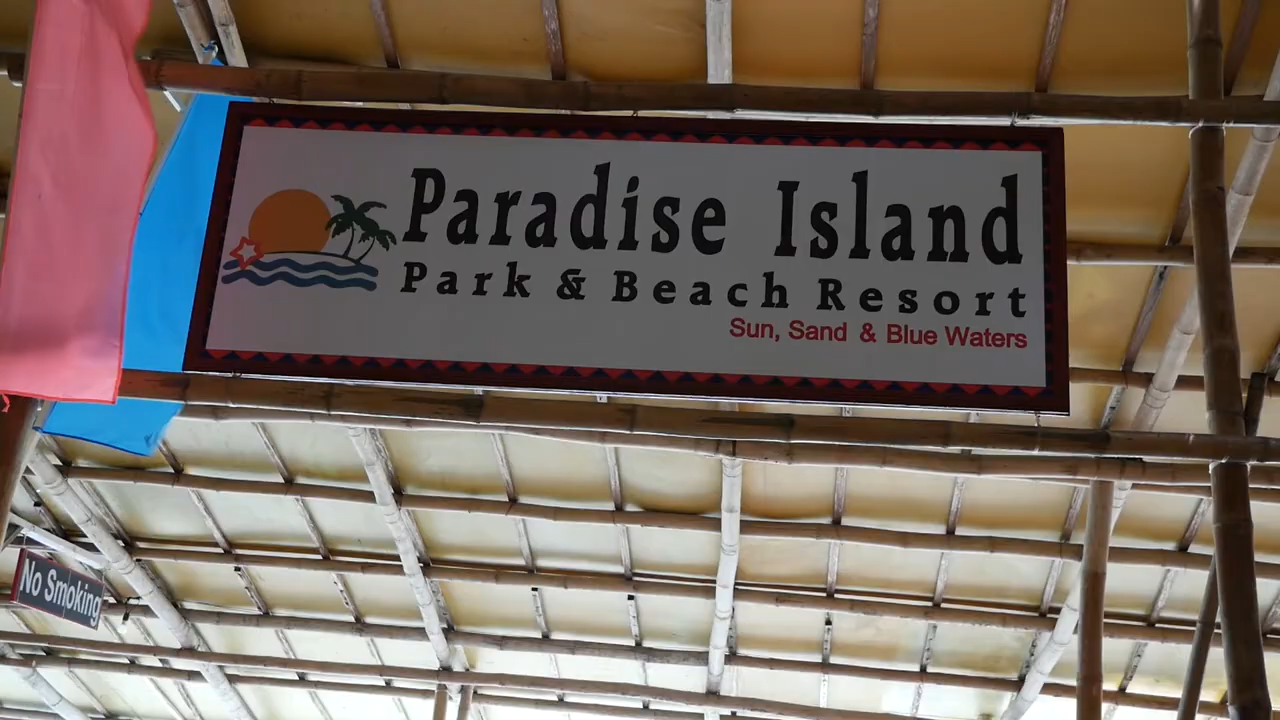 Paradise Island
Park & Beach Resort
Sun, Sand & Blue Waters
No Smoking